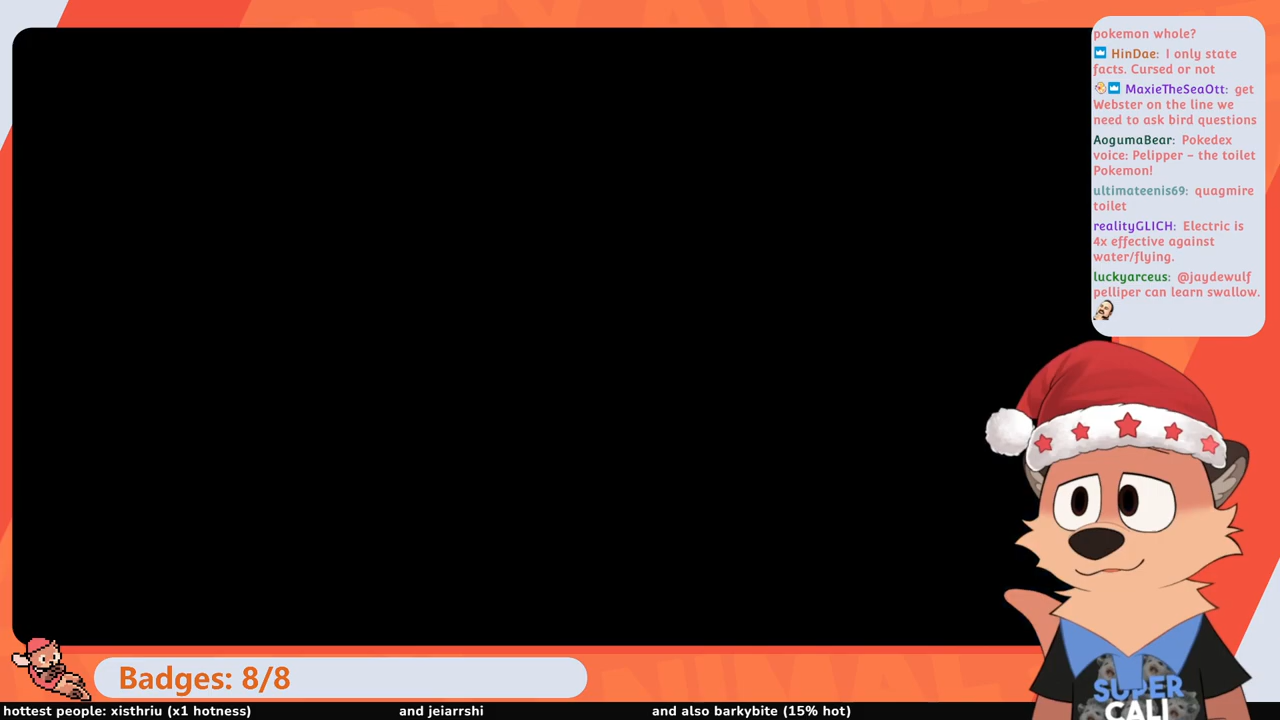 pokemon whole?
HinDae: I only state
facts. Cursed or not
MaxieTheSeaOtt: get
Webster on the line we
need to ask bird questions
AogumaBear: Pokedex
voice: Pelipper - the toilet
Pokemon!
ultimateenis69: quagmire
toilet
realityGLICH: Electric is
4x effective against
water/flying.
luckyarceus: @jaydewulf
pelliper can learn swallow.
SUPER
CALI
Badges: 8/8
hottest people: xisthriu (x1 hotness) and jeiarrshi and also barkybite (15% hot)